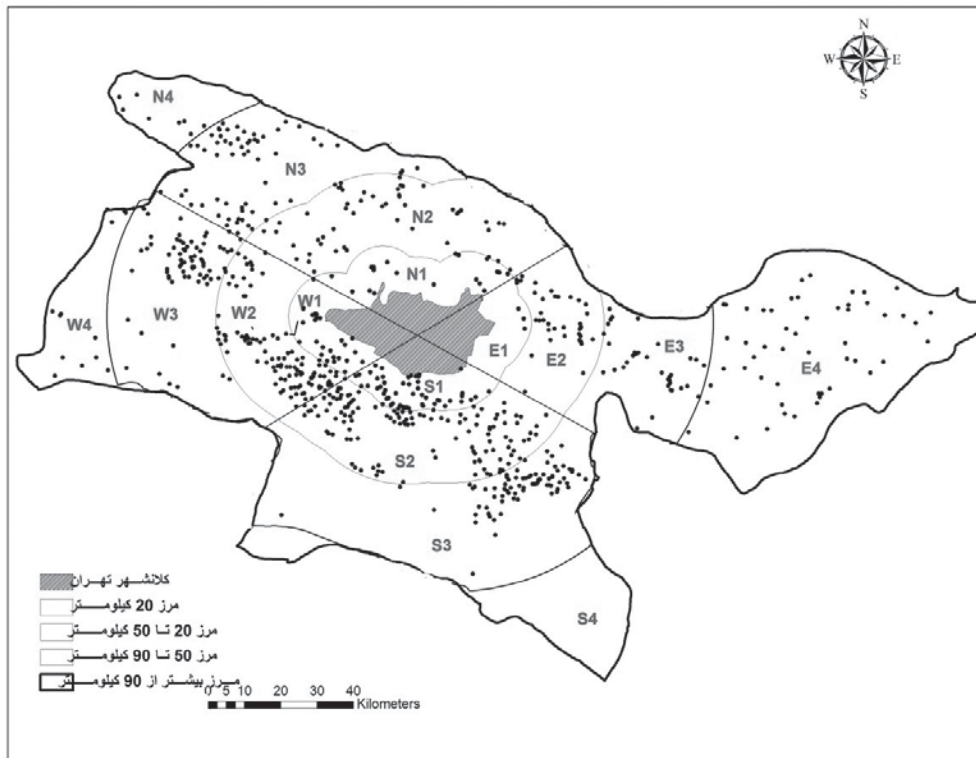 N
W E
S
N4
N3
N2
N1
W1
W2
W3
W4
E1
E2
E3
E4
S1
S2
S3
S4
کلانشهر تهران
مرز 20 کیلومتر
مرز 20 تا 50 کیلومتر
مرز 50 تا 90 کیلومتر
مرز بیشتر از 90 کیلومتر
0 5 10 20 30 40
Kilometers